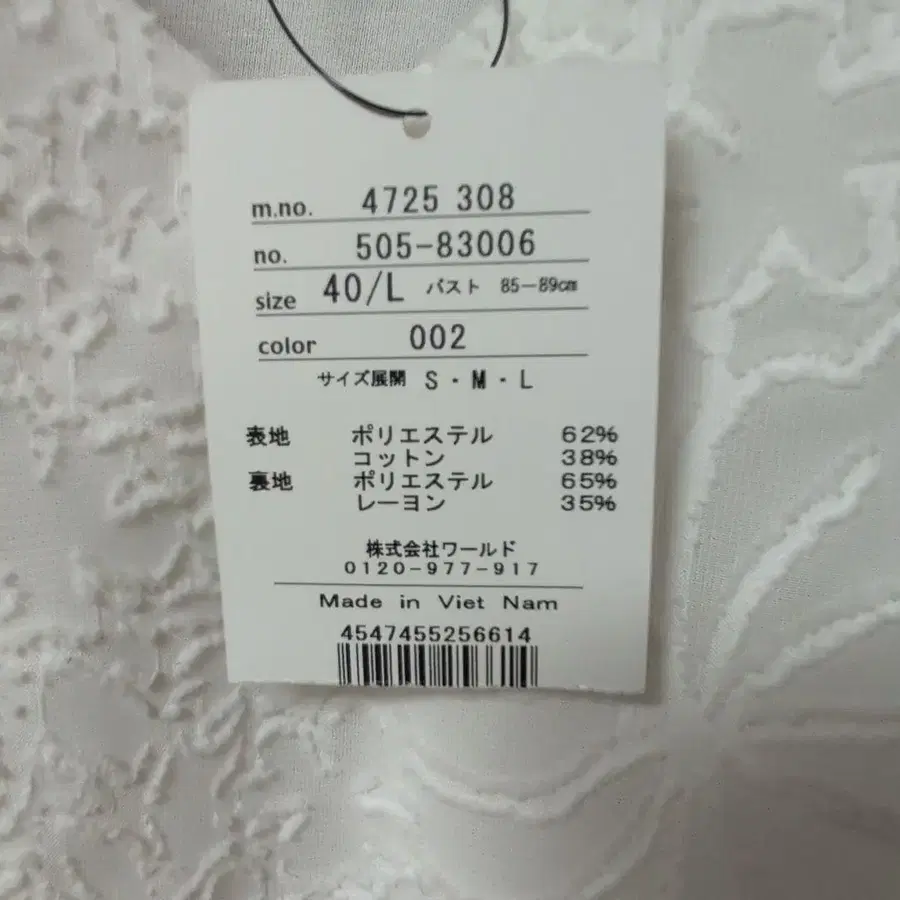 m.no. 4725 308
no. 505-83006
size 40/L バスト 85－89㎝
color 002
サイズ展開 S・M・L
表地 ポリエステル 62%
コットン 38%
裏地 ポリエステル 65%
レーヨン 35%
株式会社ワールド
0120-977-917
Made in Viet Nam
4547455256614